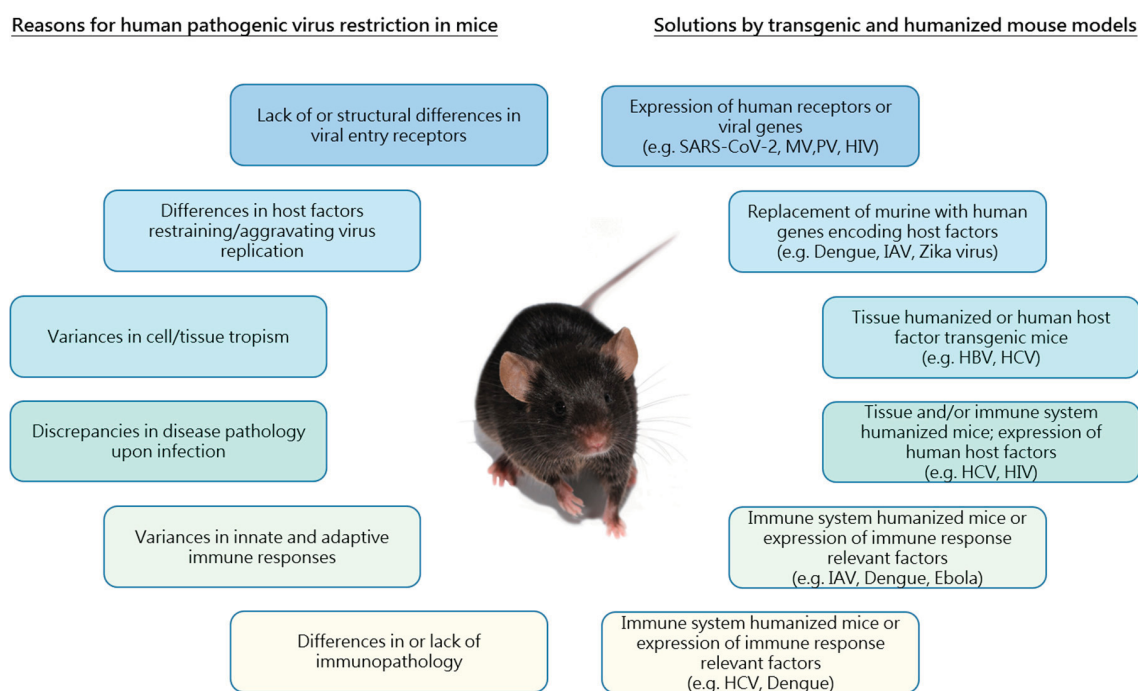 Reasons for human pathogenic virus restriction in mice
Solutions by transgenic and humanized mouse models
Lack of or structural differences in
viral entry receptors
Expression of human receptors or
viral genes
(e.g. SARS-CoV-2, MV,PV, HIV)
Differences in host factors
restraining/aggravating virus
replication
Replacement of murine with human
genes encoding host factors
(e.g. Dengue, IAV, Zika virus)
Variances in cell/tissue tropism
Tissue humanized or human host
factor transgenic mice
(e.g. HBV, HCV)
Discrepancies in disease pathology
upon infection
Tissue and/or immune system
humanized mice; expression of
human host factors
(e.g. HCV, HIV)
Variances in innate and adaptive
immune responses
Immune system humanized mice or
expression of immune response
relevant factors
(e.g. IAV, Dengue, Ebola)
Differences in or lack of
immunopathology
Immune system humanized mice or
expression of immune response
relevant factors
(e.g. HCV, Dengue)